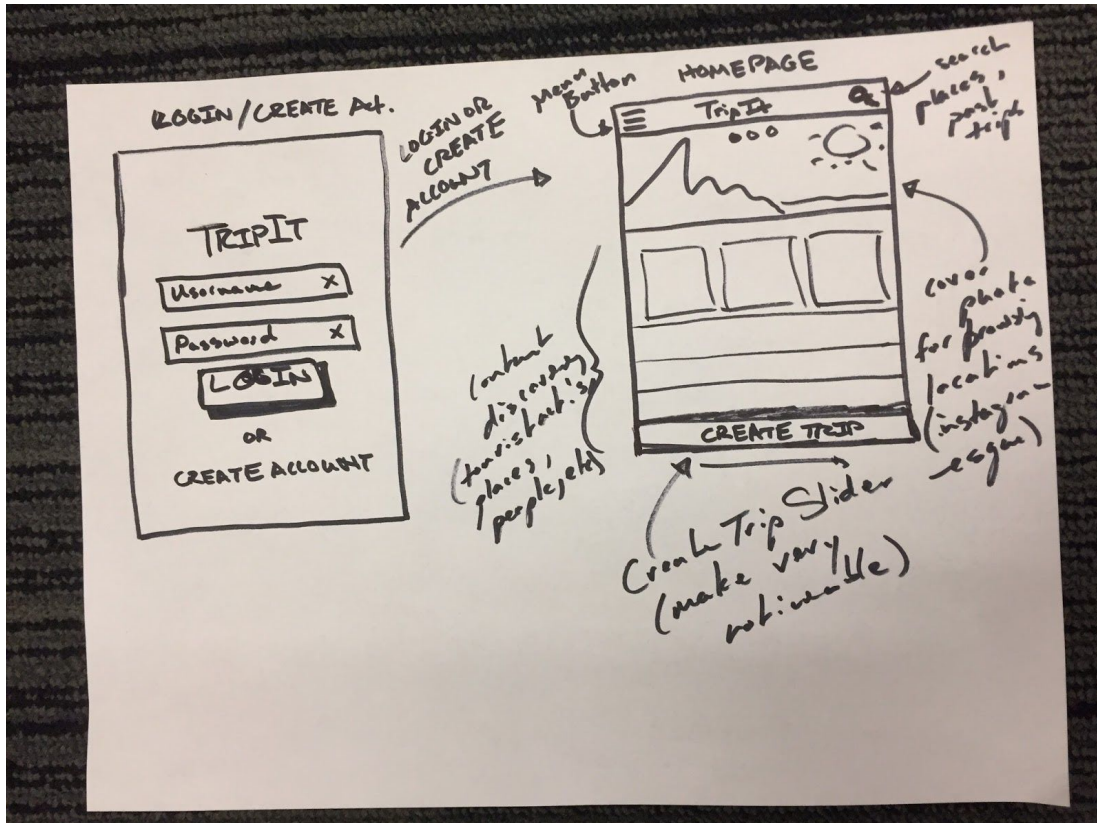 LOGIN/CREATE Act.
TRIPIT
Username X
Password X
LOGIN
OR
CREATE ACCOUNT
LOGIN OR
CREATE
ACCOUNT
HOMEPAGE
Menu
Button
TripIt
search
places,
past
trips
content
discovery
(tourist
places,
people, etc)
CREATE TRIP
cover
photo
for
locations
(instagram-
esque)
Create Trip Slider
(make very
noticeable)